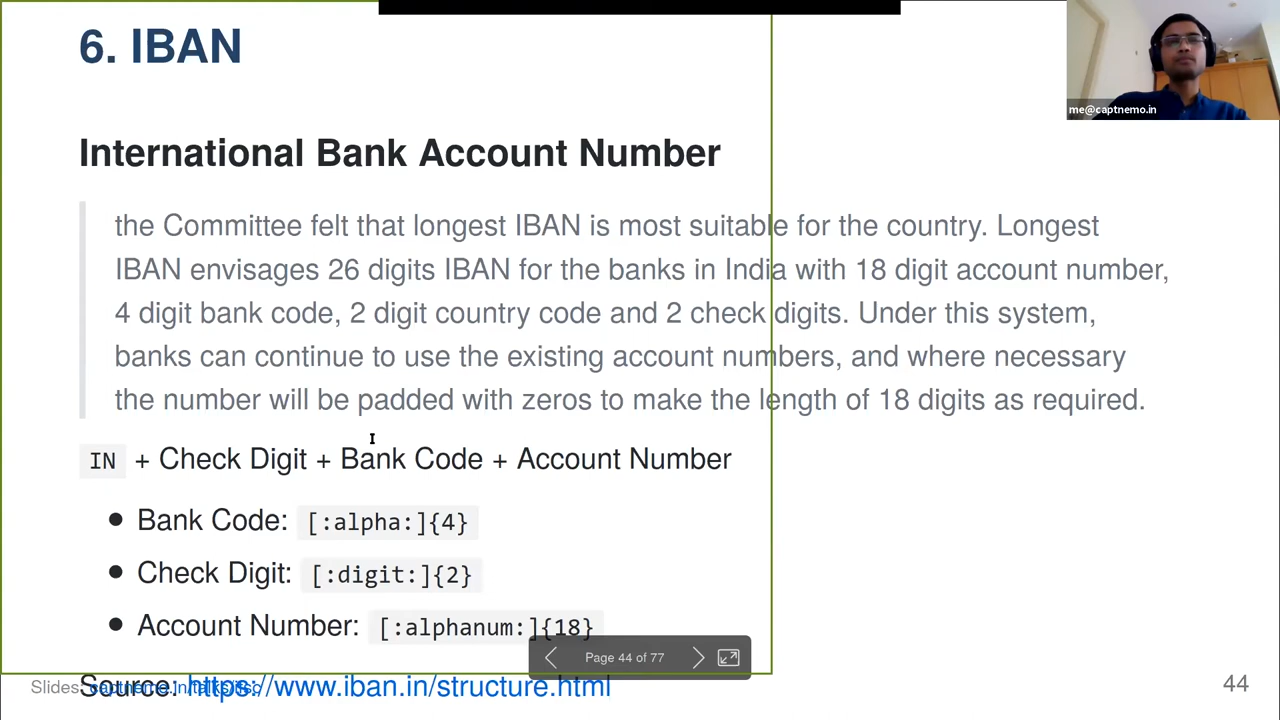 6. IBAN
me@captnemo.in
International Bank Account Number
the Committee felt that longest IBAN is most suitable for the country. Longest
IBAN envisages 26 digits IBAN for the banks in India with 18 digit account number,
4 digit bank code, 2 digit country code and 2 check digits. Under this system,
banks can continue to use the existing account numbers, and where necessary
the number will be padded with zeros to make the length of 18 digits as required.
IN + Check Digit + Bank Code + Account Number
• Bank Code: [:alpha:]{4}
• Check Digit: [:digit:]{2}
• Account Number: [:alphanum:]{18}
Page 44 of 77
Source: https://www.iban.in/structure.html
Slides: captnemo.in/talks/ifsc
44